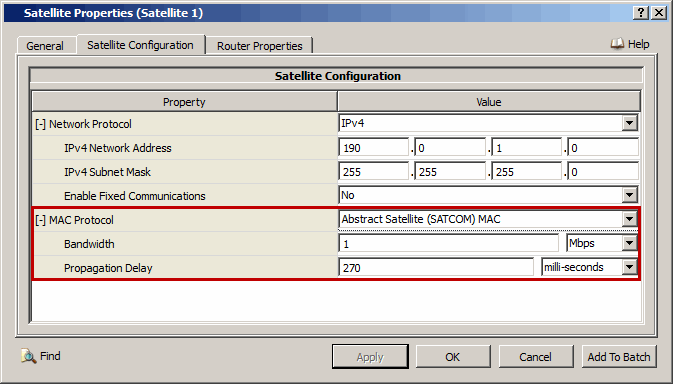 Satellite Properties (Satellite 1) ? X
General Satellite Configuration Router Properties Help
Satellite Configuration
Property Value
[-] Network Protocol IPv4
IPv4 Network Address 190 . 0 . 1 . 0
IPv4 Subnet Mask 255 . 255 . 255 . 0
Enable Fixed Communications No
[-] MAC Protocol Abstract Satellite (SATCOM) MAC
Bandwidth 1 Mbps
Propagation Delay 270 milli-seconds
Find Apply OK Cancel Add To Batch